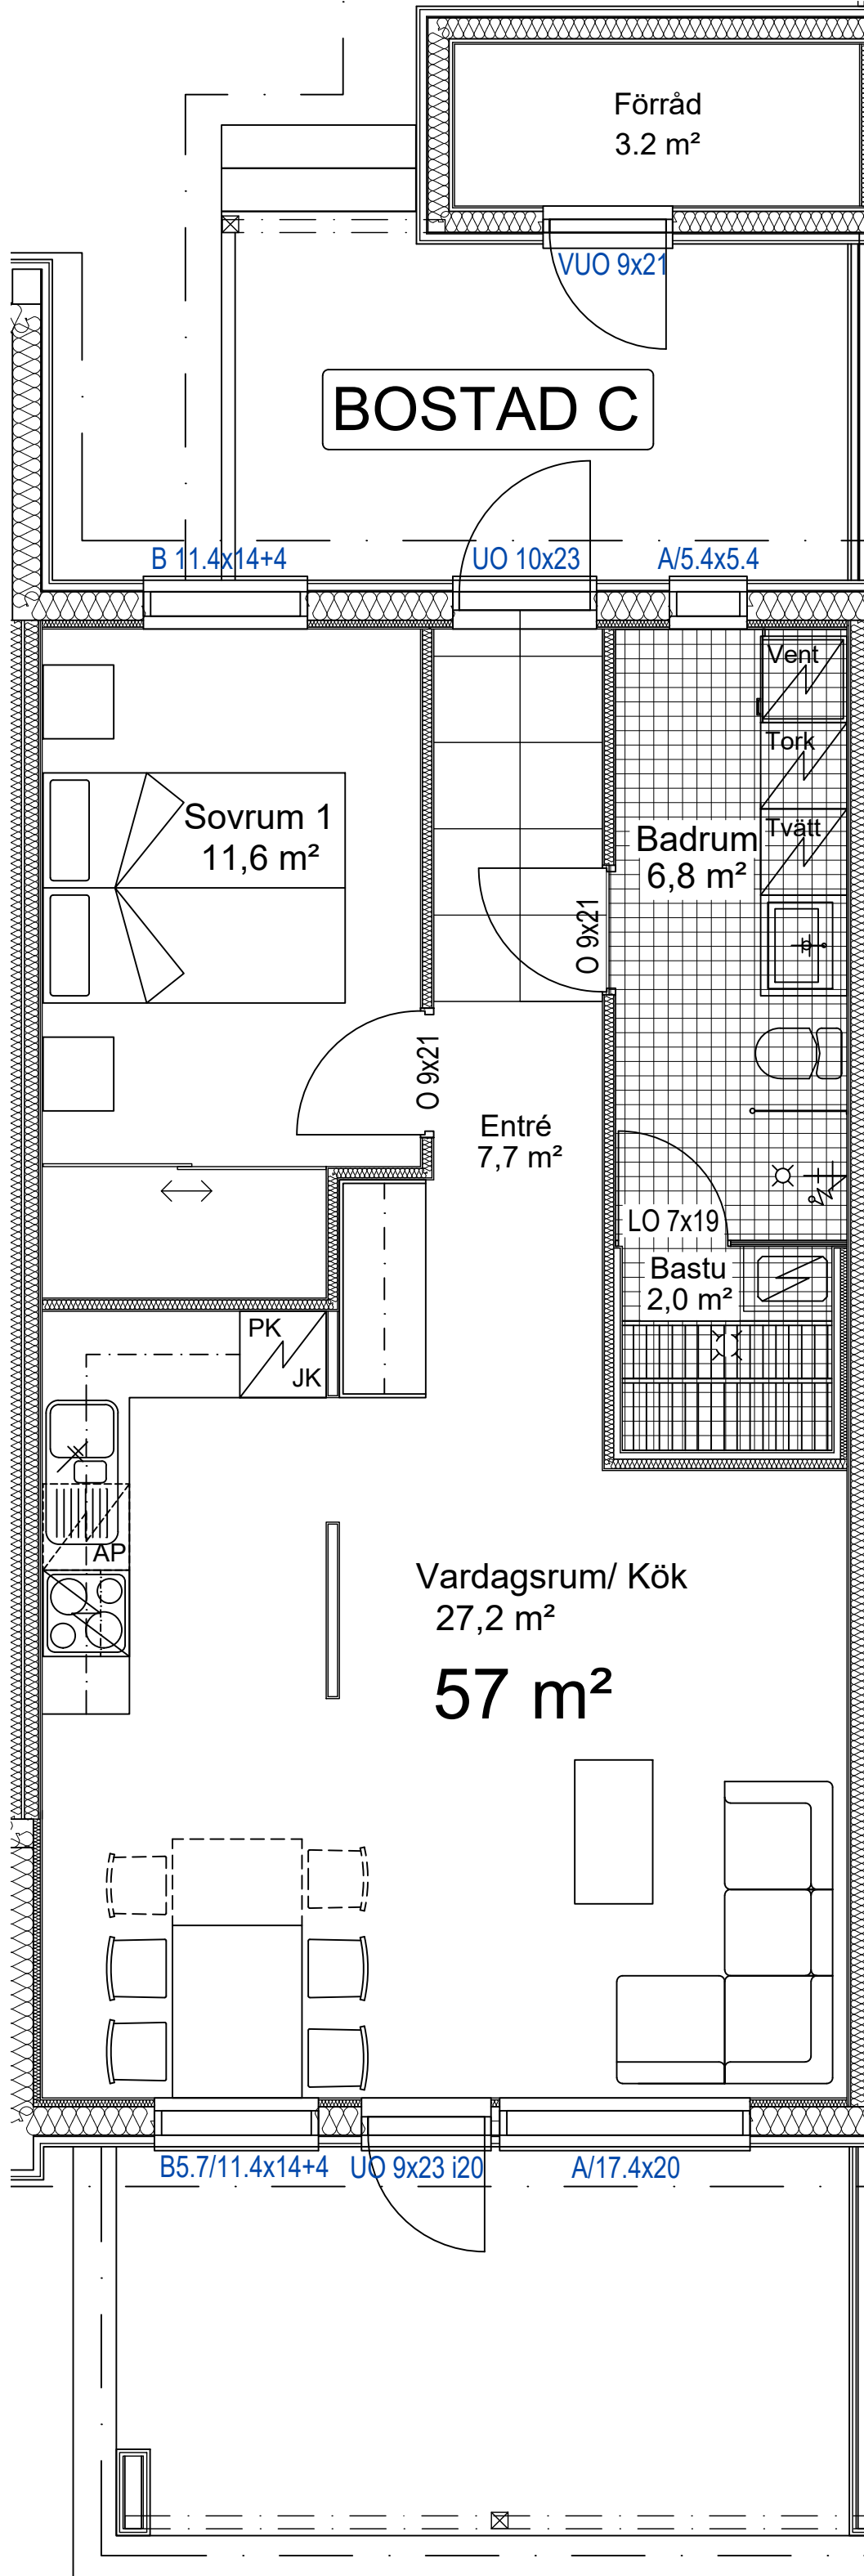 Förråd
3.2 m²
VUO 9x21
BOSTAD C
B 11.4x14+4
UO 10x23
A/5.4x5.4
Vent
Tork
Tvätt
Sovrum 1
11,6 m²
Badrum
6,8 m²
O 9x21
O 9x21
Entré
7,7 m²
LO 7x19
Bastu
2,0 m²
PK
JK
AP
Vardagsrum/ Kök
27,2 m²
57 m²
B5.7/11.4x14+4
UO 9x23 i20
A/17.4x20